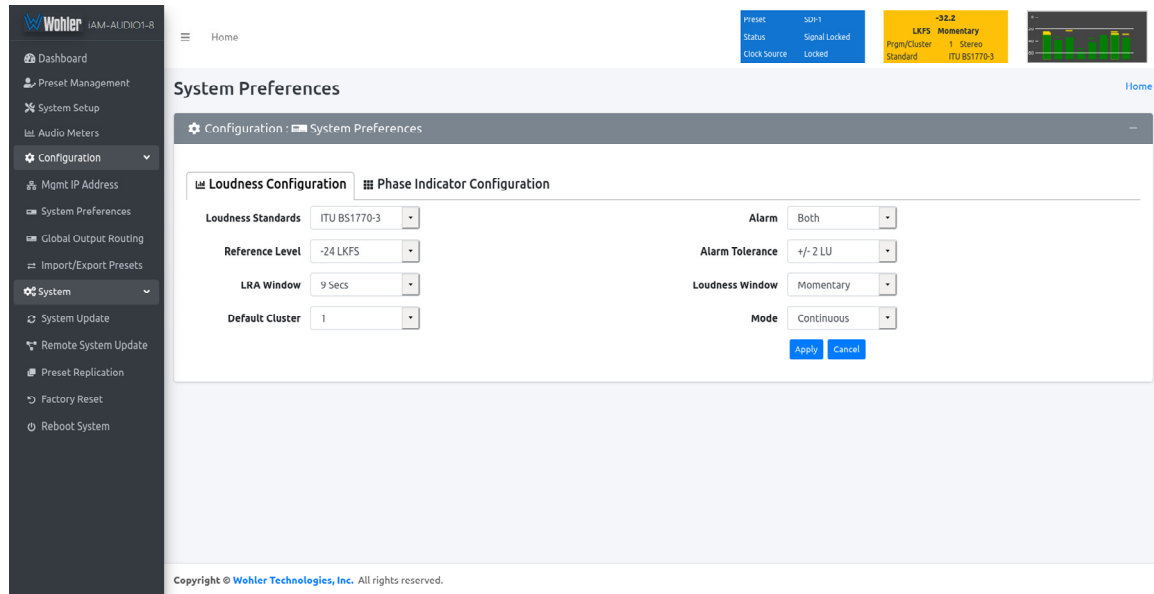 Wohler iAM-AUDIO1-8
Dashboard
Preset Management
System Setup
Audio Meters
Configuration
Mgmt IP Address
System Preferences
Global Output Routing
Import/Export Presets
System
System Update
Remote System Update
Preset Replication
Factory Reset
Reboot System
Home
Preset SDI-1
Status Signal Locked
Clock Source Locked
-32.2
LKFS Momentary
Prgm/Cluster 1 Stereo
Standard ITU BS1770-3
System Preferences
Home
Configuration : System Preferences
Loudness Configuration Phase Indicator Configuration
Loudness Standards ITU BS1770-3 Alarm Both
Reference Level -24 LKFS Alarm Tolerance +/- 2 LU
LRA Window 9 Secs Loudness Window Momentary
Default Cluster 1 Mode Continuous
Apply Cancel
Copyright © Wohler Technologies, Inc. All rights reserved.